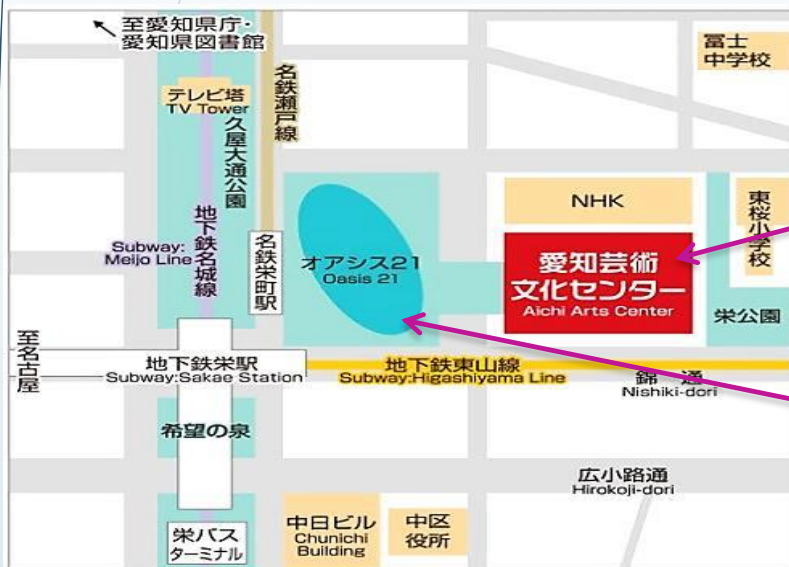 至愛知県庁・
愛知県図書館
冨士
中学校
テレビ塔
TV Tower
名鉄瀬戸線
久屋大通公園
NHK
東桜小学校
地下鉄名城線
Subway:
Meijo Line
名鉄栄町駅
オアシス21
Oasis 21
愛知芸術
文化センター
Aichi Arts Center
栄公園
至名古屋
地下鉄栄駅
Subway:Sakae Station
地下鉄東山線
Subway:Higashiyama Line
錦通
Nishiki-dori
希望の泉
広小路通
Hirokoji-dori
栄バス
ターミナル
中日ビル
Chunichi
Building
中区
役所